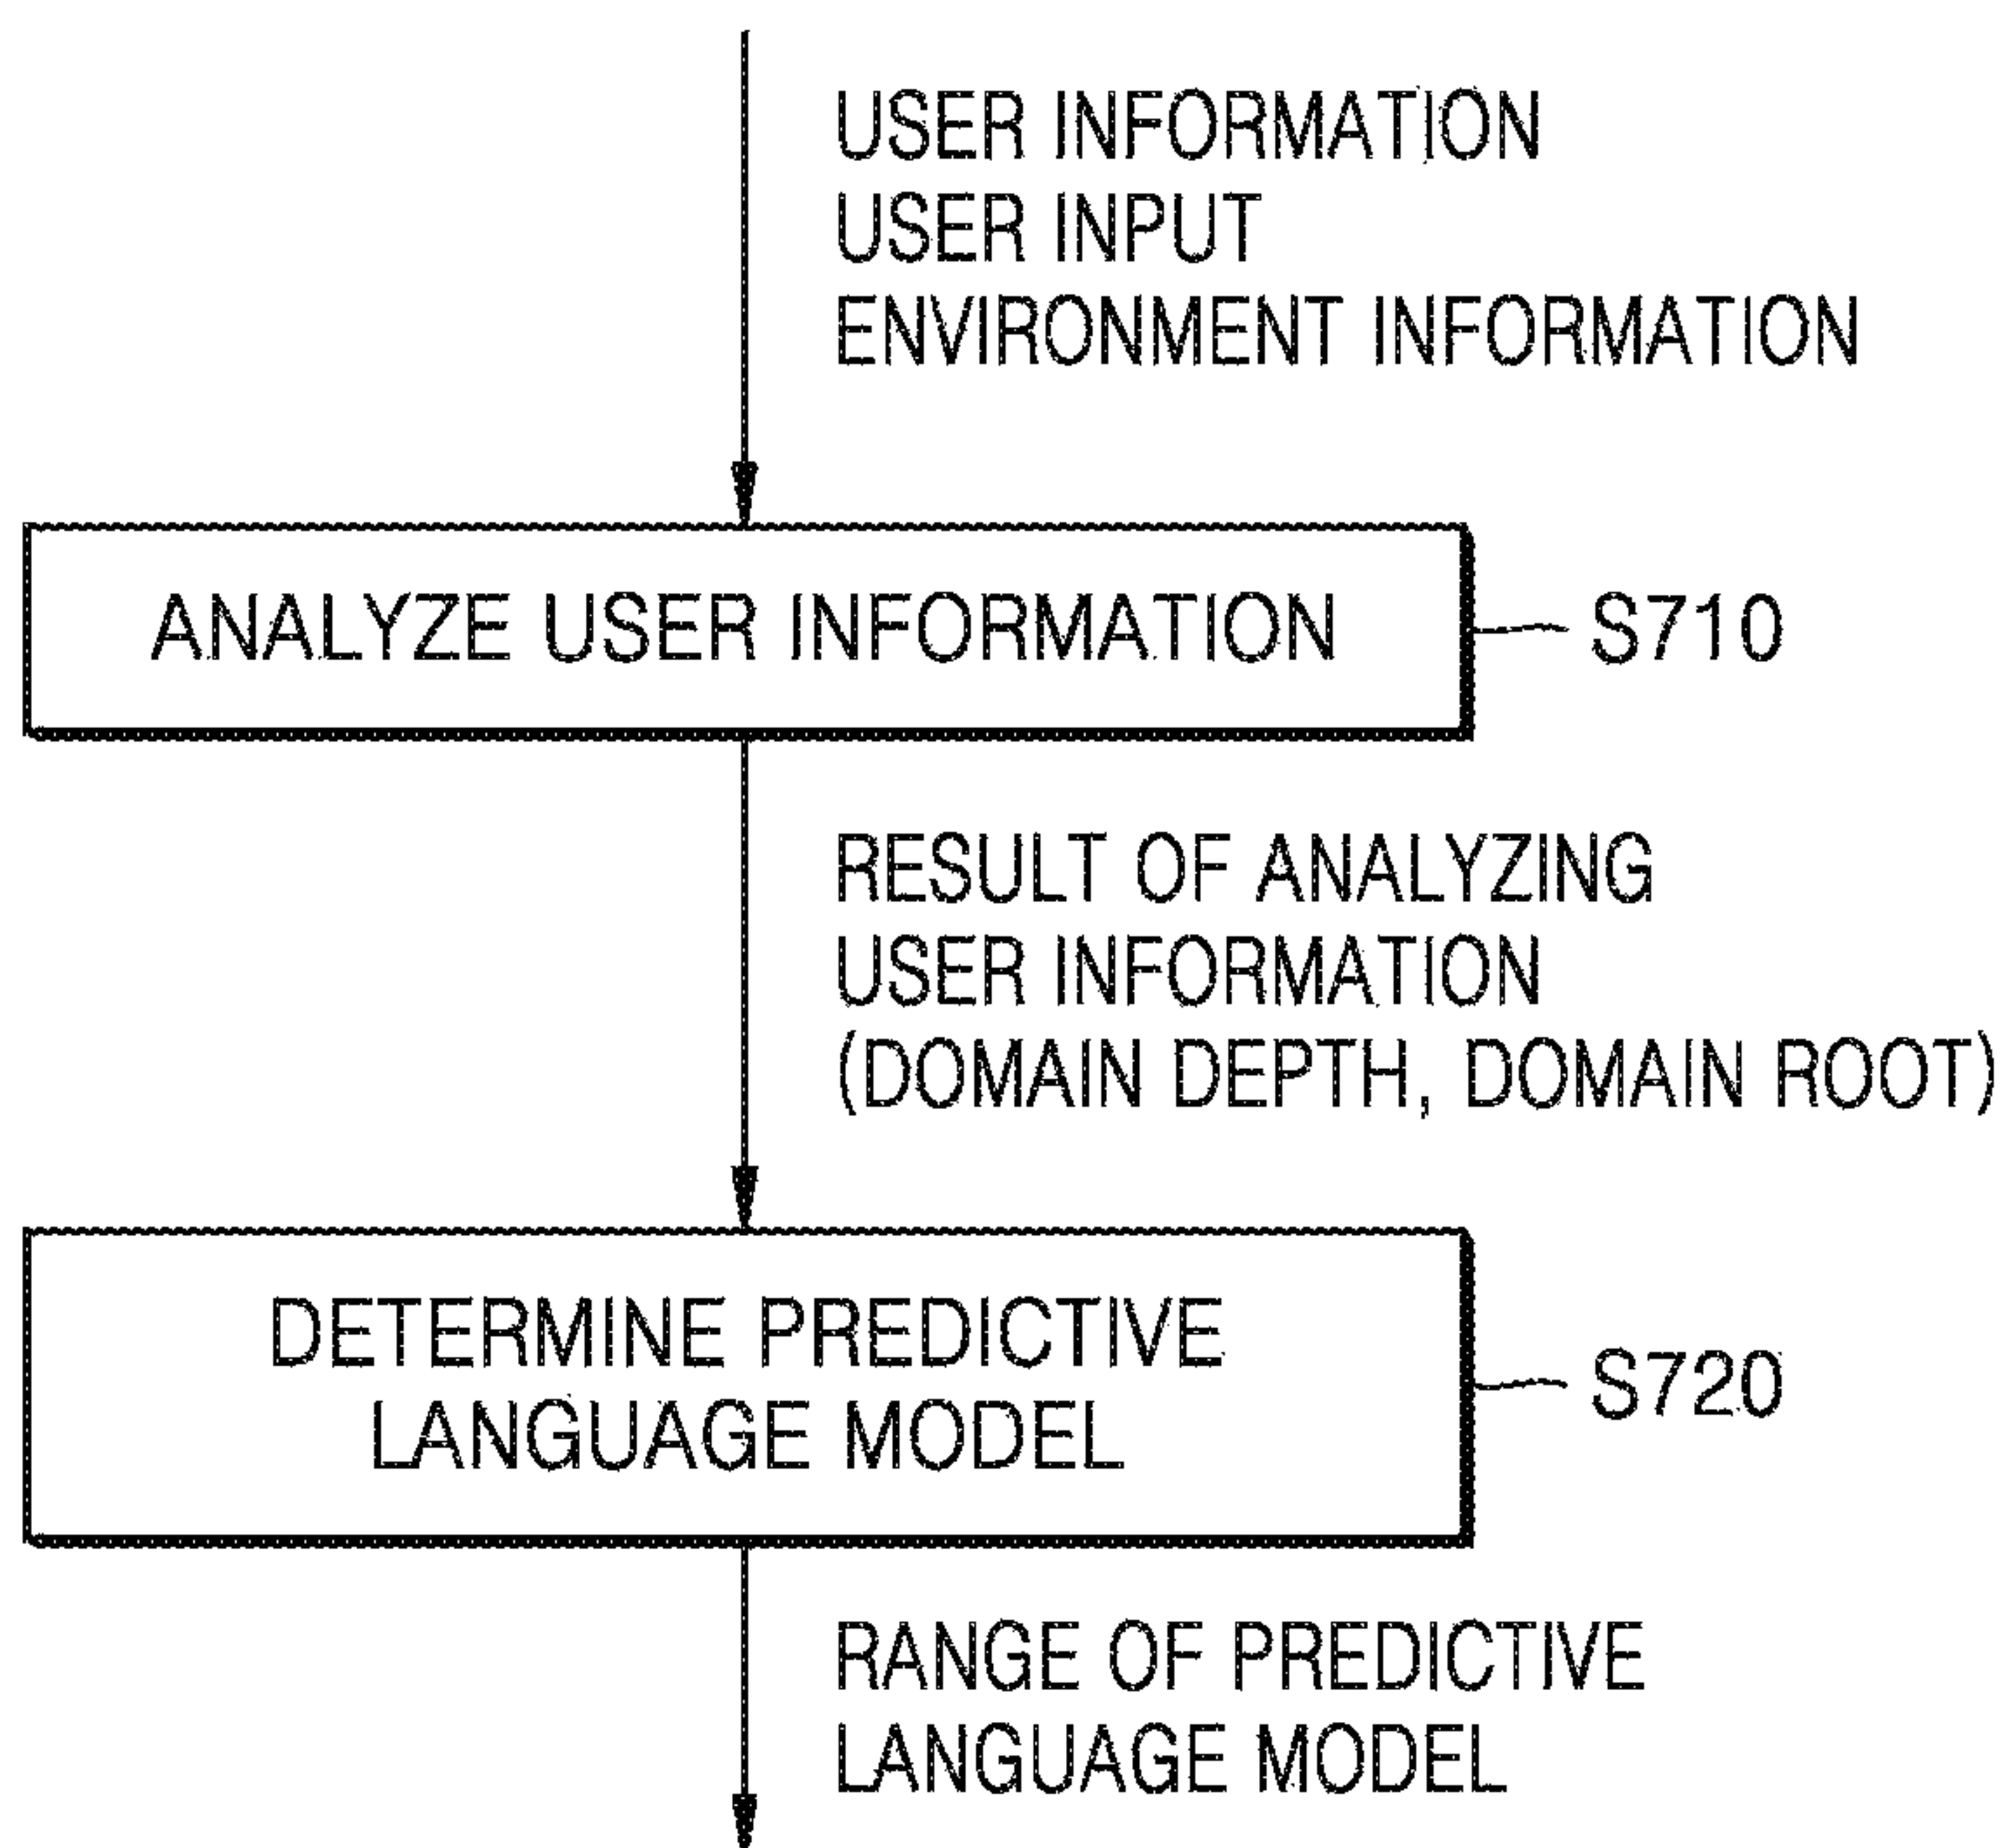 USER INFORMATION
USER INPUT
ENVIRONMENT INFORMATION
ANALYZE USER INFORMATION
S710
RESULT OF ANALYZING
USER INFORMATION
(DOMAIN DEPTH, DOMAIN ROOT)
DETERMINE PREDICTIVE
LANGUAGE MODEL
S720
RANGE OF PREDICTIVE
LANGUAGE MODEL